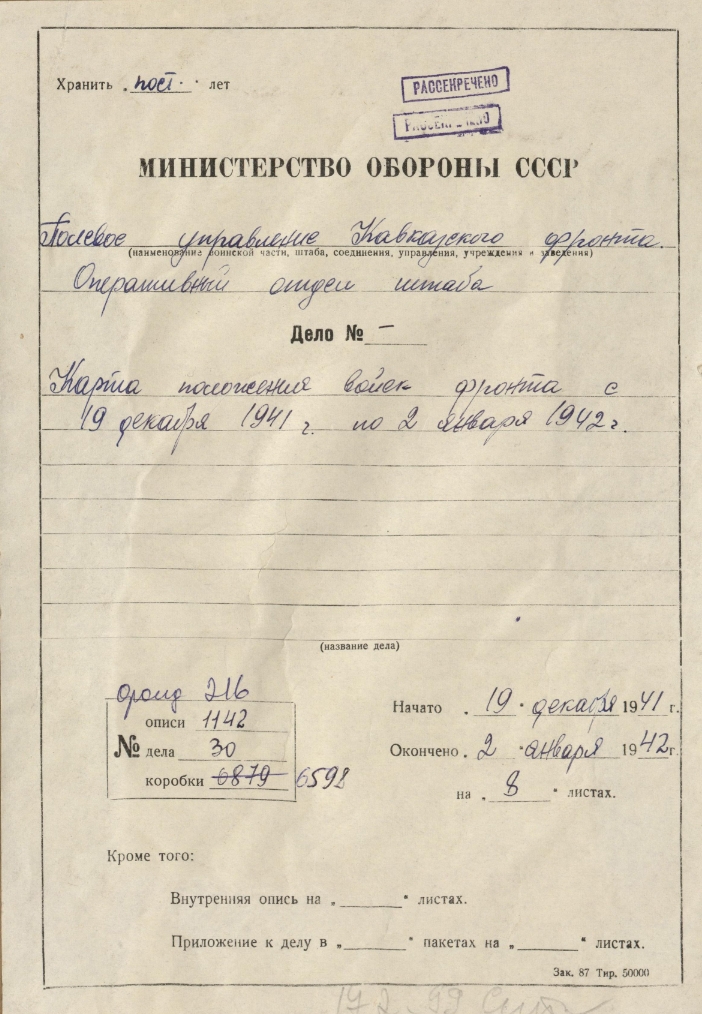 Хранить „пост.“ лет
РАССЕКРЕЧЕНО
РАССЕКРЕЧЕНО
МИНИСТЕРСТВО ОБОРОНЫ СССР
Полевое управление Кавказского фронта.
(наименование воинской части, штаба, соединения, управления, учреждения и заведения)
Оперативный отдел штаба
Дело № —
Карта положения войск фронта с
19 декабря 1941 г. по 2 января 1942 г.
(название дела)
фонд 216
описи 1142
№ дела 30
коробки 6879 6598
Начато „19“ декабря 1941 г.
Окончено „2“ января 1942 г.
на „8“ листах.
Кроме того:
Внутренняя опись на „ “ листах.
Приложение к делу в „ “ пакетах на „ “ листах.
Зак. 87 Тир. 50000